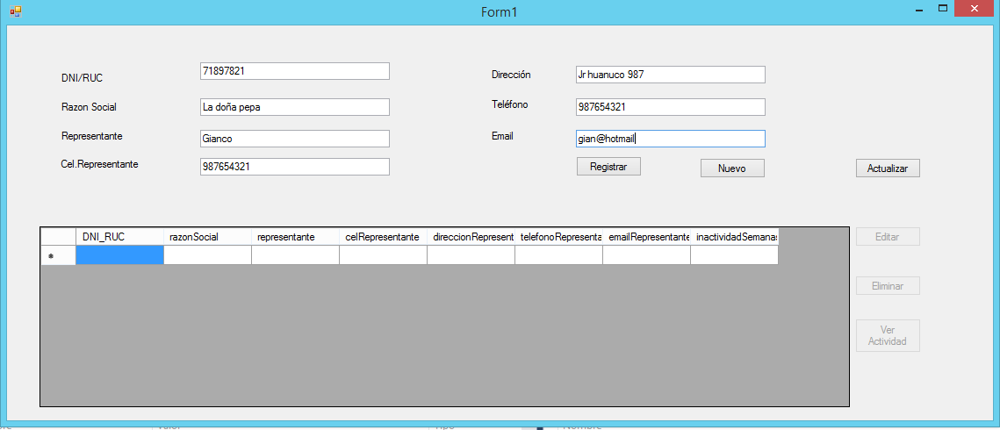 Form1
DNI/RUC
71897821
Dirección
Jr huanuco 987
Razon Social
La doña pepa
Teléfono
987654321
Representante
Gianco
Email
gian@hotmail
Cel.Representante
987654321
Registrar
Nuevo
Actualizar
DNI_RUC razonSocial representante celRepresentante direccionRepresent telefonoRepresenta emailRepresentante inactividadSemanas
Editar
Eliminar
Ver
Actividad